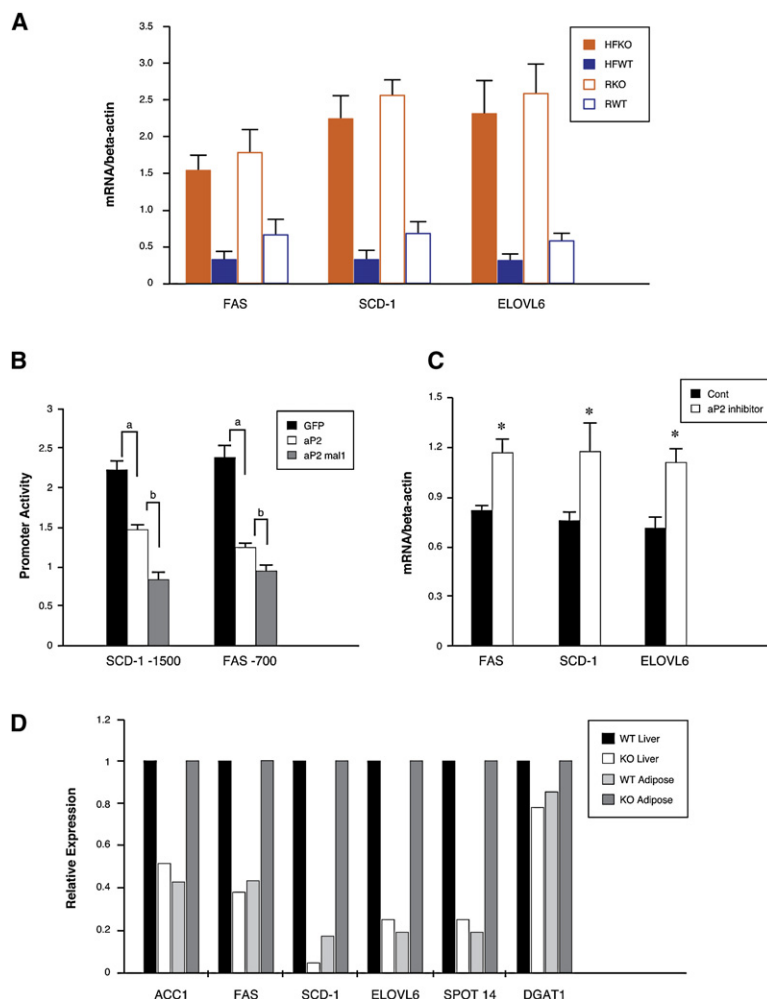 A
mRNA/beta-actin
3.5
3.0
2.5
2.0
1.5
1.0
0.5
0
FAS SCD-1 ELOVL6
HFKO
HFWT
RKO
RWT
B
Promoter Activity
3
2.5
2
1.5
1
0.5
0
a
b
a
b
GFP
aP2
aP2 mal1
SCD-1 -1500 FAS -700
C
mRNA/beta-actin
1.5
1.2
0.9
0.6
0.3
0
*
*
*
Cont
aP2 inhibitor
FAS SCD-1 ELOVL6
D
Relative Expression
1.2
1
0.8
0.6
0.4
0.2
0
WT Liver
KO Liver
WT Adipose
KO Adipose
ACC1 FAS SCD-1 ELOVL6 SPOT 14 DGAT1